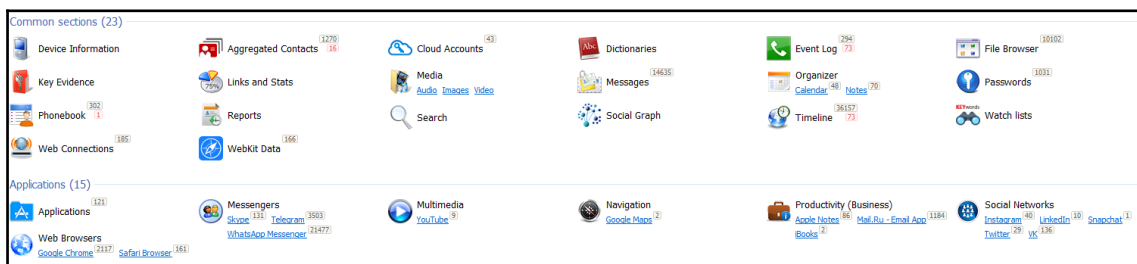 Common sections (23)
Device Information
Aggregated Contacts 1270 16
Cloud Accounts 43
Abc Dictionaries
Event Log 294 73
File Browser 10102
Key Evidence
75% Links and Stats
Media
Audio Images Video
Messages 14635
Organizer
Calendar 48 Notes 70
Passwords 1031
Phonebook 302 1
Reports
Search
Social Graph
Timeline 36157 73
KEYwords Watch lists
Web Connections 185
WebKit Data 166
Applications (15)
Applications 121
Messengers
Skype 131 Telegram 3503
WhatsApp Messenger 21477
Multimedia
YouTube 9
Navigation
Google Maps 2
Productivity (Business)
Apple Notes 86 Mail.Ru - Email App 1184
iBooks 2
Social Networks
Instagram 40 LinkedIn 10 Snapchat 1
Twitter 29 VK 136
Web Browsers
Google Chrome 2117 Safari Browser 161